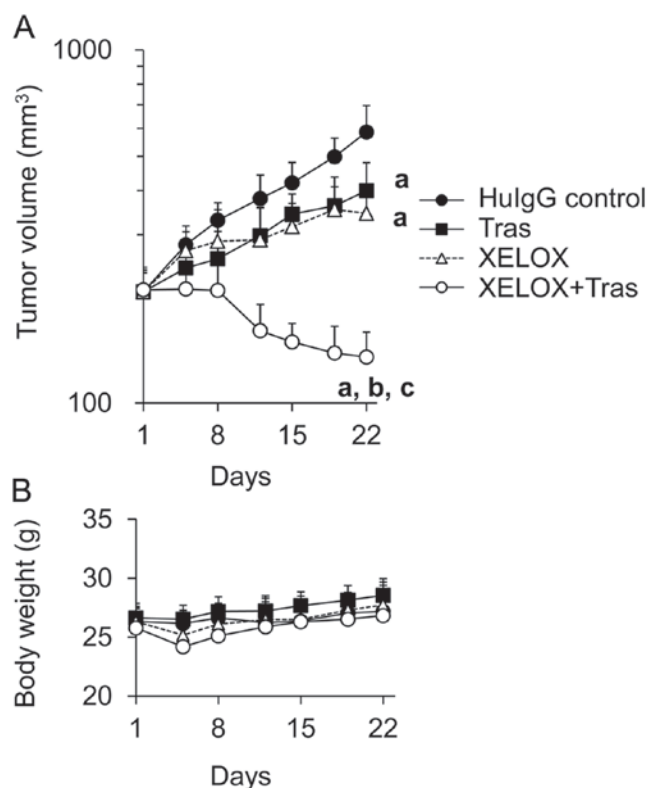 A
1000
Tumor volume (mm³)
a
a
HuIgG control
Tras
XELOX
XELOX+Tras
100
a, b, c
1 8 15 22
Days
B
35
30
25
20
Body weight (g)
1 8 15 22
Days